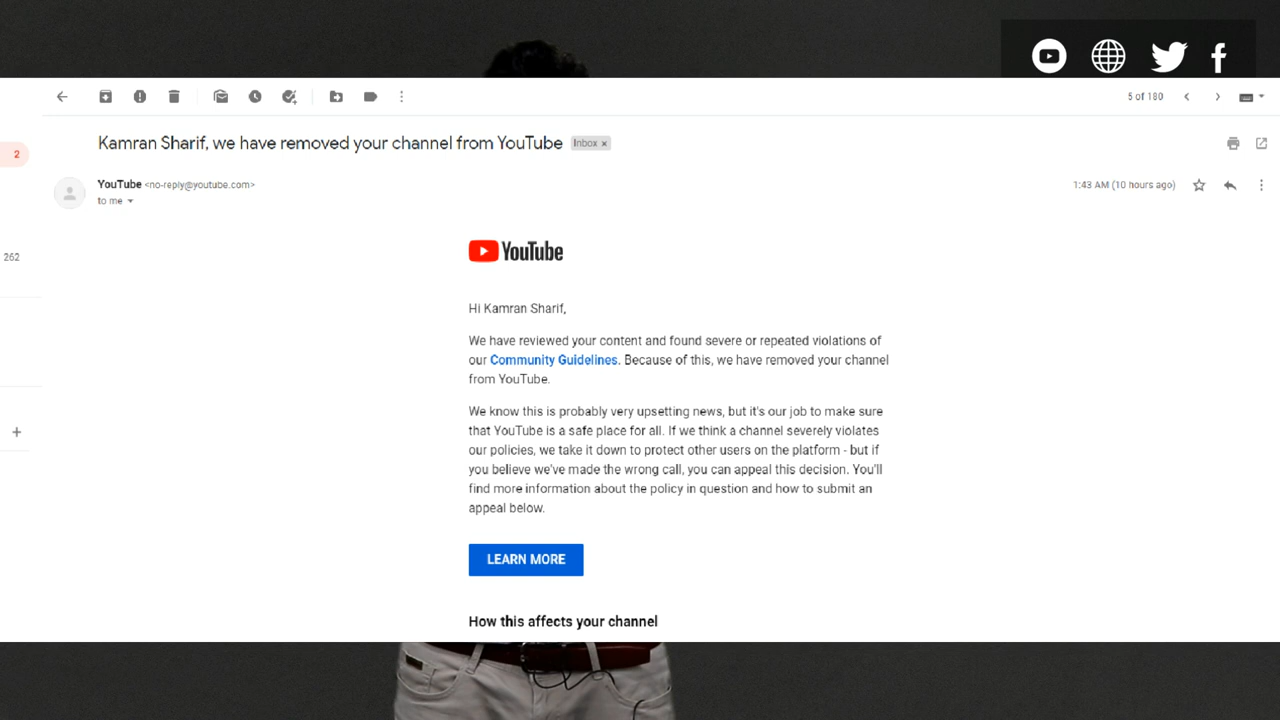 5 of 180
Kamran Sharif, we have removed your channel from YouTube Inbox x
2
YouTube <no-reply@youtube.com>
1:43 AM (10 hours ago)
to me
262
YouTube
Hi Kamran Sharif,
We have reviewed your content and found severe or repeated violations of
our Community Guidelines. Because of this, we have removed your channel
from YouTube.
We know this is probably very upsetting news, but it's our job to make sure
that YouTube is a safe place for all. If we think a channel severely violates
our policies, we take it down to protect other users on the platform - but if
you believe we've made the wrong call, you can appeal this decision. You'll
find more information about the policy in question and how to submit an
appeal below.
LEARN MORE
How this affects your channel